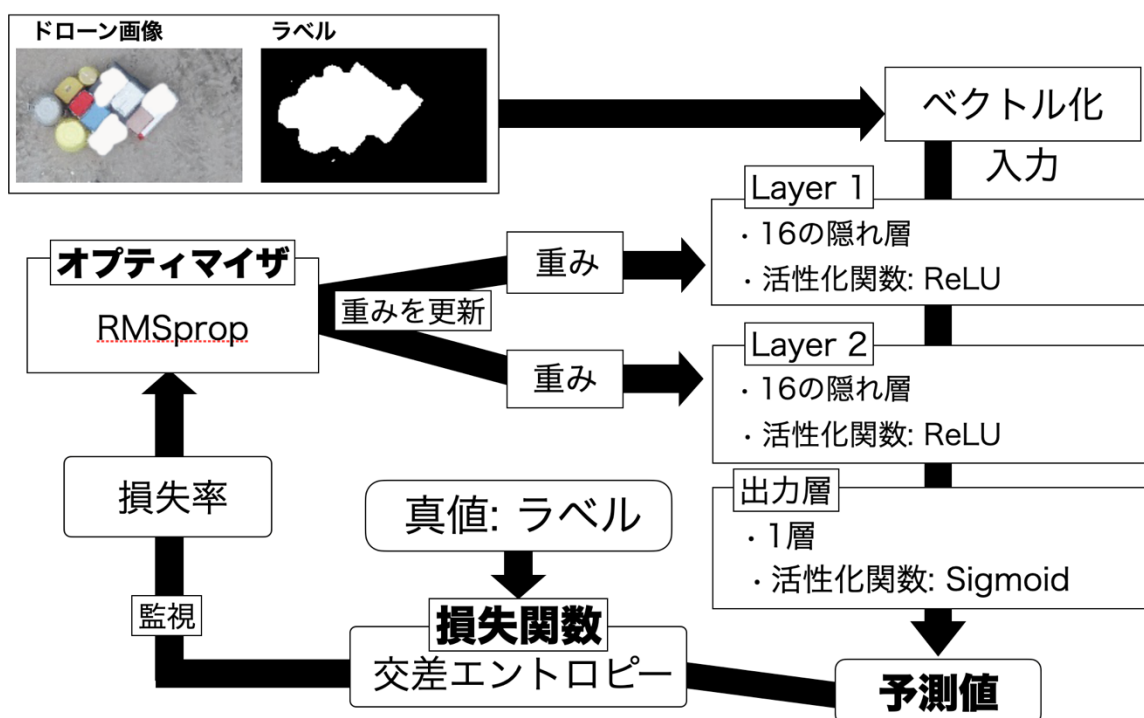 ドローン画像
ラベル
ベクトル化
入力
Layer 1
・16の隠れ層
・活性化関数: ReLU
オプティマイザ
RMSprop
重みを更新
重み
重み
Layer 2
・16の隠れ層
・活性化関数: ReLU
損失率
真値: ラベル
出力層
・1層
・活性化関数: Sigmoid
監視
損失関数
交差エントロピー
予測値